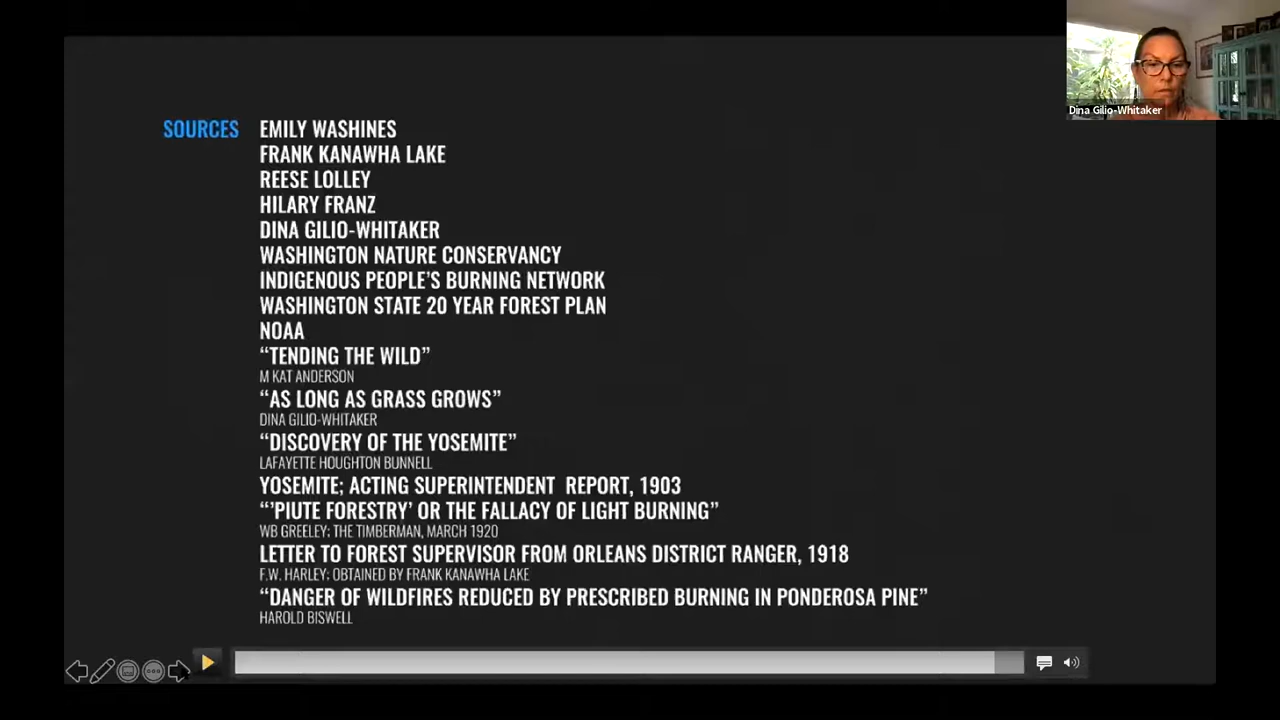 Dina Gilio-Whitaker
SOURCES EMILY WASHINES
FRANK KANAWHA LAKE
REESE LOLLEY
HILARY FRANZ
DINA GILIO-WHITAKER
WASHINGTON NATURE CONSERVANCY
INDIGENOUS PEOPLE’S BURNING NETWORK
WASHINGTON STATE 20 YEAR FOREST PLAN
NOAA
“TENDING THE WILD”
M KAT ANDERSON
“AS LONG AS GRASS GROWS”
DINA GILIO-WHITAKER
“DISCOVERY OF THE YOSEMITE”
LAFAYETTE HOUGHTON BUNNELL
YOSEMITE; ACTING SUPERINTENDENT REPORT, 1903
“’PIUTE FORESTRY’ OR THE FALLACY OF LIGHT BURNING”
WB GREELEY; THE TIMBERMAN, MARCH 1920
LETTER TO FOREST SUPERVISOR FROM ORLEANS DISTRICT RANGER, 1918
F.W. HARLEY; OBTAINED BY FRANK KANAWHA LAKE
“DANGER OF WILDFIRES REDUCED BY PRESCRIBED BURNING IN PONDEROSA PINE”
HAROLD BISWELL